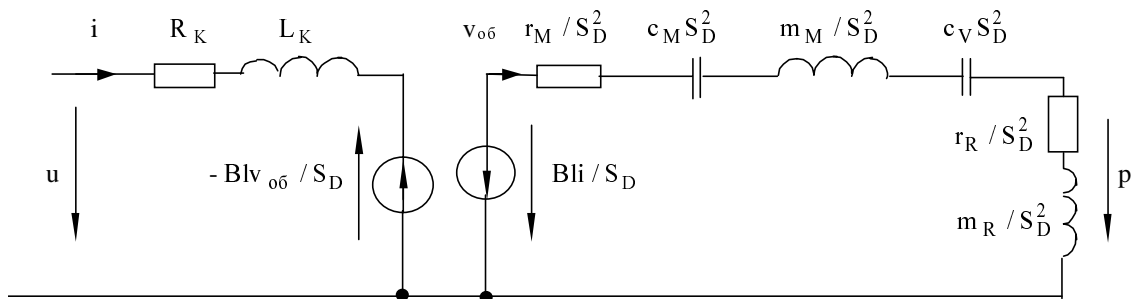 i R_K L_K v_об r_M / S_D^2 c_M S_D^2 m_M / S_D^2 c_V S_D^2
r_R / S_D^2
u - Blv_об / S_D Bli / S_D p
m_R / S_D^2